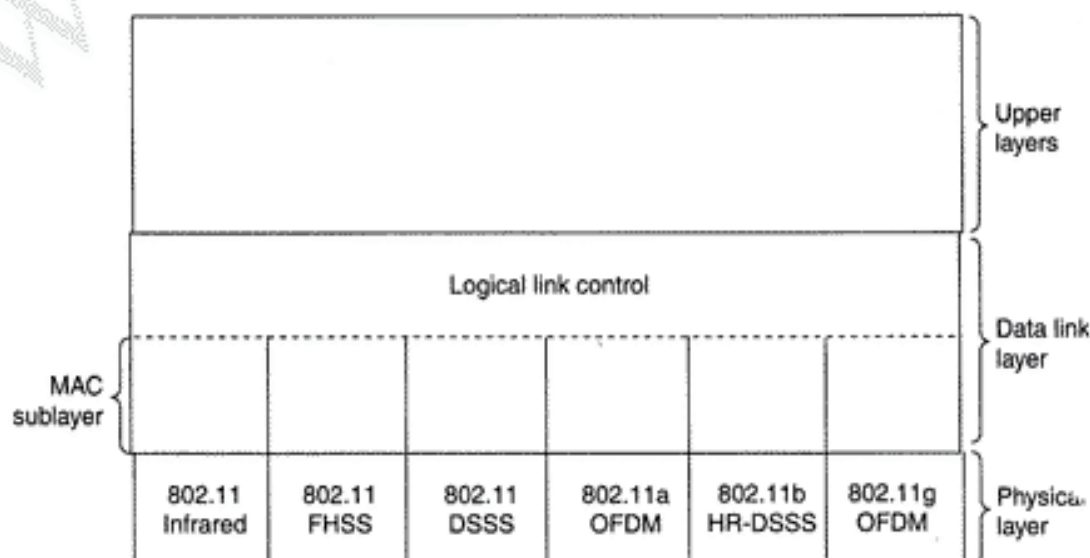 Upper
layers
Logical link control
Data link
layer
MAC
sublayer
802.11
Infrared
802.11
FHSS
802.11
DSSS
802.11a
OFDM
802.11b
HR-DSSS
802.11g
OFDM
layer